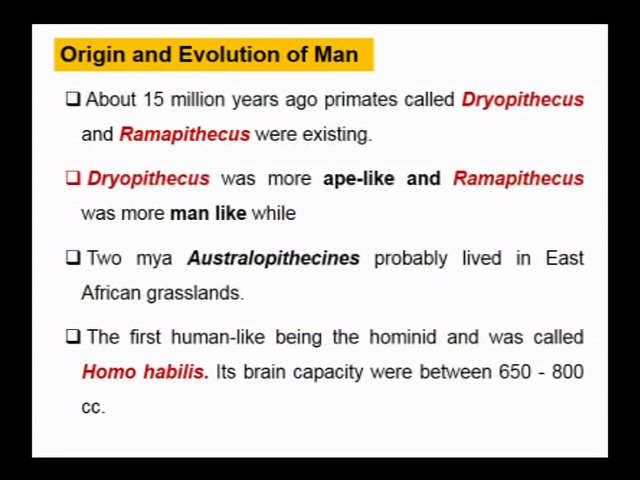 Origin and Evolution of Man
❑ About 15 million years ago primates called Dryopithecus
and Ramapithecus were existing.
❑ Dryopithecus was more ape-like and Ramapithecus
was more man like while
❑ Two mya Australopithecines probably lived in East
African grasslands.
❑ The first human-like being the hominid and was called
Homo habilis. Its brain capacity were between 650 - 800
cc.